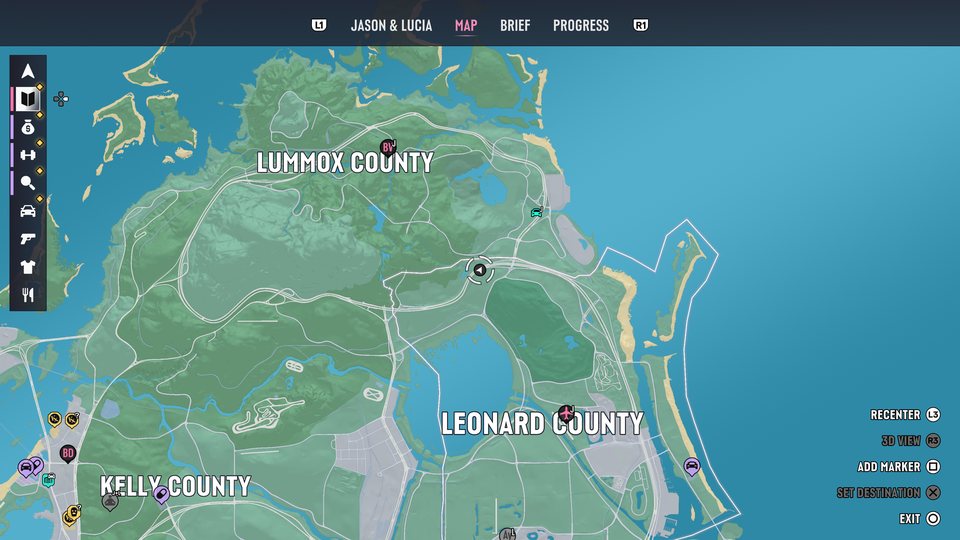 L1 JASON & LUCIA MAP BRIEF PROGRESS R1
BV
LUMMOX COUNTY
LEONARD COUNTY
RECENTER L3
3D VIEW R3
BD
ADD MARKER
KELLY COUNTY
SET DESTINATION
EXIT